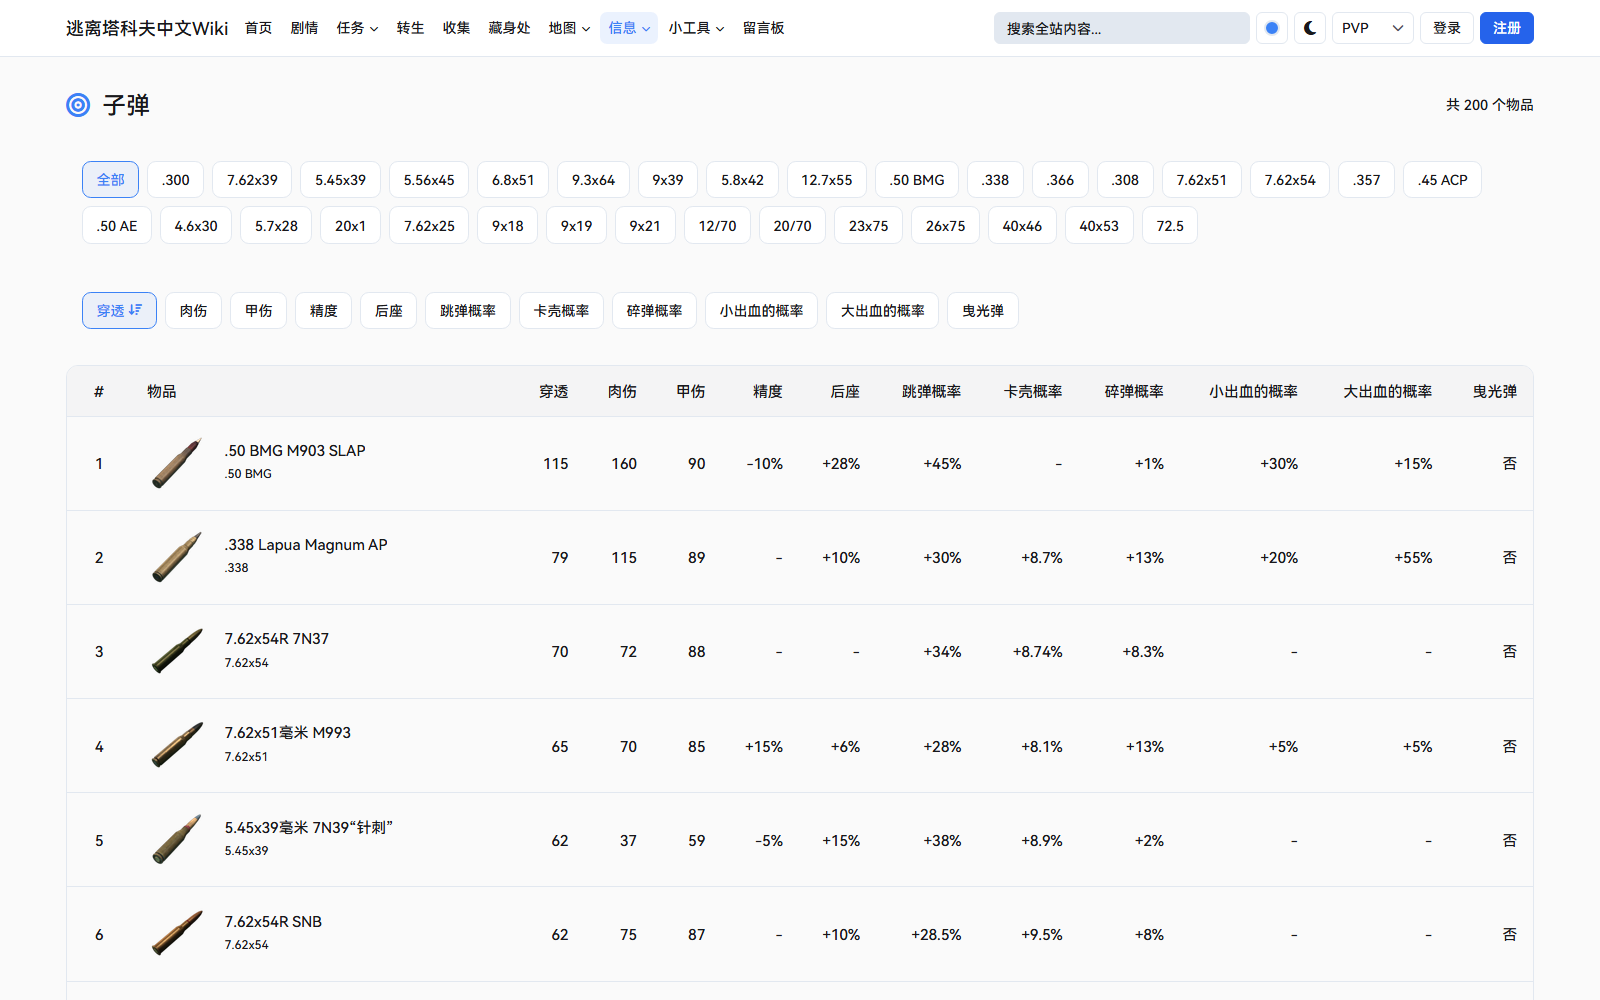 逃离塔科夫中文Wiki 首页 剧情 任务 转生 收集 藏身处 地图 信息 小工具 留言板 搜索全站内容... PVP 登录 注册
子弹 共 200 个物品
全部 .300 7.62x39 5.45x39 5.56x45 6.8x51 9.3x64 9x39 5.8x42 12.7x55 .50 BMG .338 .366 .308 7.62x51 7.62x54 .357 .45 ACP
.50 AE 4.6x30 5.7x28 20x1 7.62x25 9x18 9x19 9x21 12/70 20/70 23x75 26x75 40x46 40x53 72.5
穿透 肉伤 甲伤 精度 后座 跳弹概率 卡壳概率 碎弹概率 小出血的概率 大出血的概率 曳光弹
# 物品 穿透 肉伤 甲伤 精度 后座 跳弹概率 卡壳概率 碎弹概率 小出血的概率 大出血的概率 曳光弹
1 .50 BMG M903 SLAP 115 160 90 -10% +28% +45% - +1% +30% +15% 否
.50 BMG
2 .338 Lapua Magnum AP 79 115 89 - +10% +30% +8.7% +13% +20% +55% 否
.338
3 7.62x54R 7N37 70 72 88 - - +34% +8.74% +8.3% - - 否
7.62x54
4 7.62x51毫米 M993 65 70 85 +15% +6% +28% +8.1% +13% +5% +5% 否
7.62x51
5 5.45x39毫米 7N39“针刺” 62 37 59 -5% +15% +38% +8.9% +2% - - 否
5.45x39
6 7.62x54R SNB 62 75 87 - +10% +28.5% +9.5% +8% - - 否
7.62x54